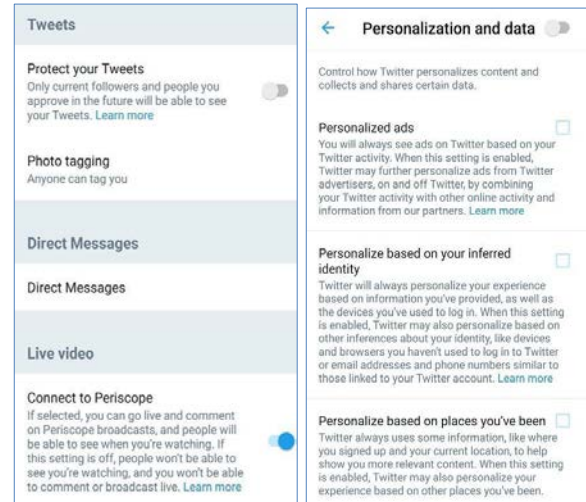 Tweets
Protect your Tweets
Only current followers and people you
approve in the future will be able to see
your Tweets. Learn more
Photo tagging
Anyone can tag you
Direct Messages
Direct Messages
Live video
Connect to Periscope
If selected, you can go live and comment
on Periscope broadcasts, and people will
be able to see when you're watching. If
this setting is off, people won't be able to
see you're watching, and you won't be able
to comment or broadcast live. Learn more
Personalization and data
Control how Twitter personalizes content and
collects and shares certain data.
Personalized ads
You will always see ads on Twitter based on your
Twitter activity. When this setting is enabled,
Twitter may further personalize ads from Twitter
advertisers, on and off Twitter, by combining
your Twitter activity with other online activity and
information from our partners. Learn more
Personalize based on your inferred
identity
Twitter will always personalize your experience
based on information you've provided, as well as
the devices you've used to log in. When this setting
is enabled, Twitter may also personalize based on
other inferences about your identity, like devices
and browsers you haven't used to log in to Twitter
or email addresses and phone numbers similar to
those linked to your Twitter account. Learn more
Personalize based on places you've been
Twitter always uses some information, like where
you signed up and your current location, to help
show you more relevant content. When this setting
is enabled, Twitter may also personalize your
experience based on other places you've been.